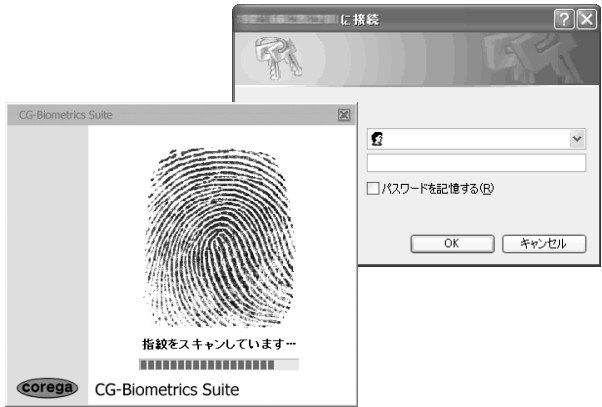 に接続
CG-Biometrics Suite
パスワードを記憶する(R)
OK
キャンセル
指紋をスキャンしています…
corega
CG-Biometrics Suite